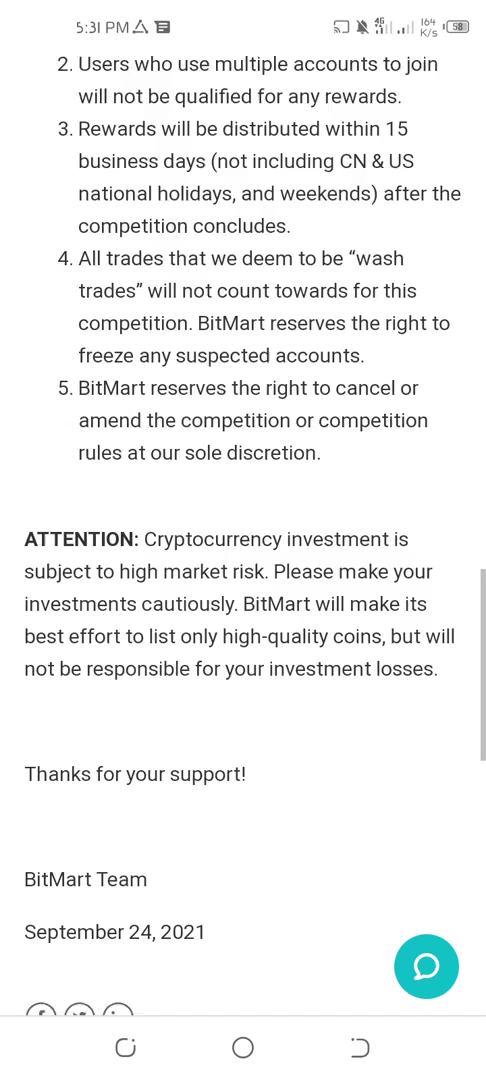 5:31 PM
4G
164 K/s
58
2. Users who use multiple accounts to join
will not be qualified for any rewards.
3. Rewards will be distributed within 15
business days (not including CN & US
national holidays, and weekends) after the
competition concludes.
4. All trades that we deem to be “wash
trades” will not count towards for this
competition. BitMart reserves the right to
freeze any suspected accounts.
5. BitMart reserves the right to cancel or
amend the competition or competition
rules at our sole discretion.
ATTENTION: Cryptocurrency investment is
subject to high market risk. Please make your
investments cautiously. BitMart will make its
best effort to list only high-quality coins, but will
not be responsible for your investment losses.
Thanks for your support!
BitMart Team
September 24, 2021